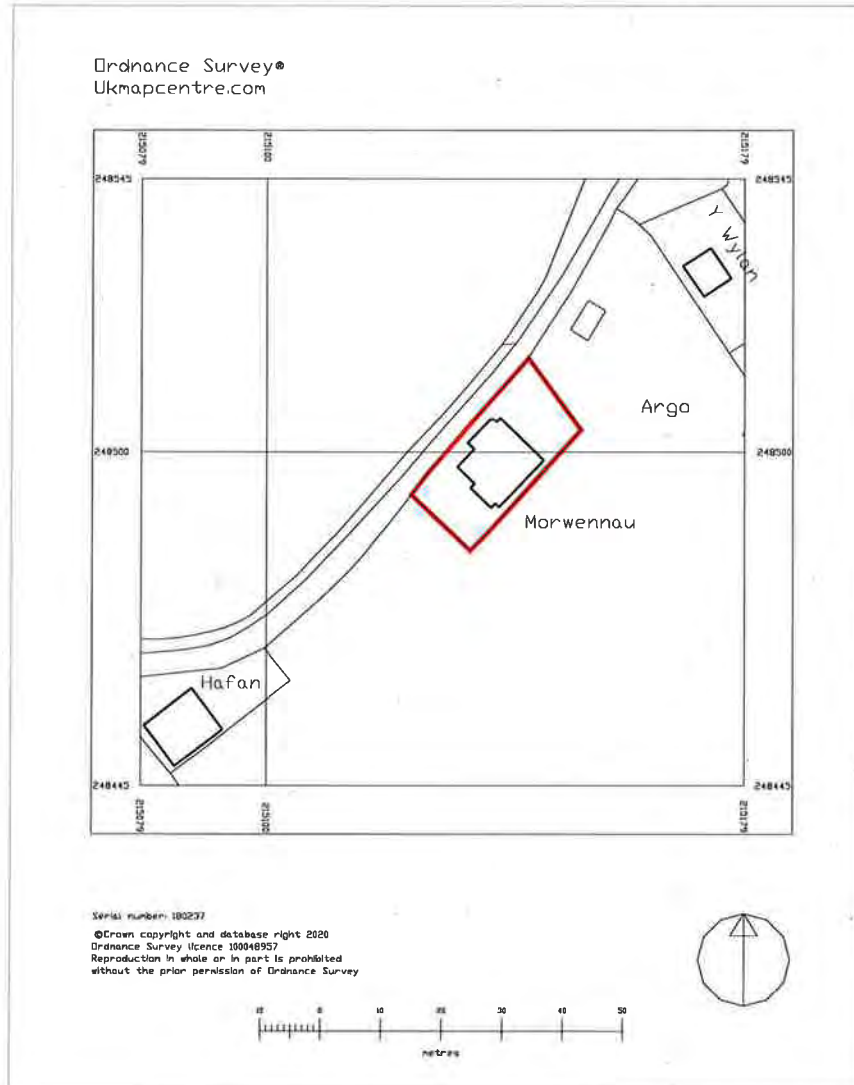 Ordnance Survey®
Ukmapcentre.com
215079
215100
215179
248545
248545
Y Wylan
Argo
248500
248500
Morwennau
Hafan
248445
248445
215079
215100
215179
Serial number: 180237
©Crown copyright and database right 2020
Ordnance Survey licence 100048957
Reproduction in whole or in part is prohibited
without the prior permission of Ordnance Survey
10 0 10 20 30 40 50
metres